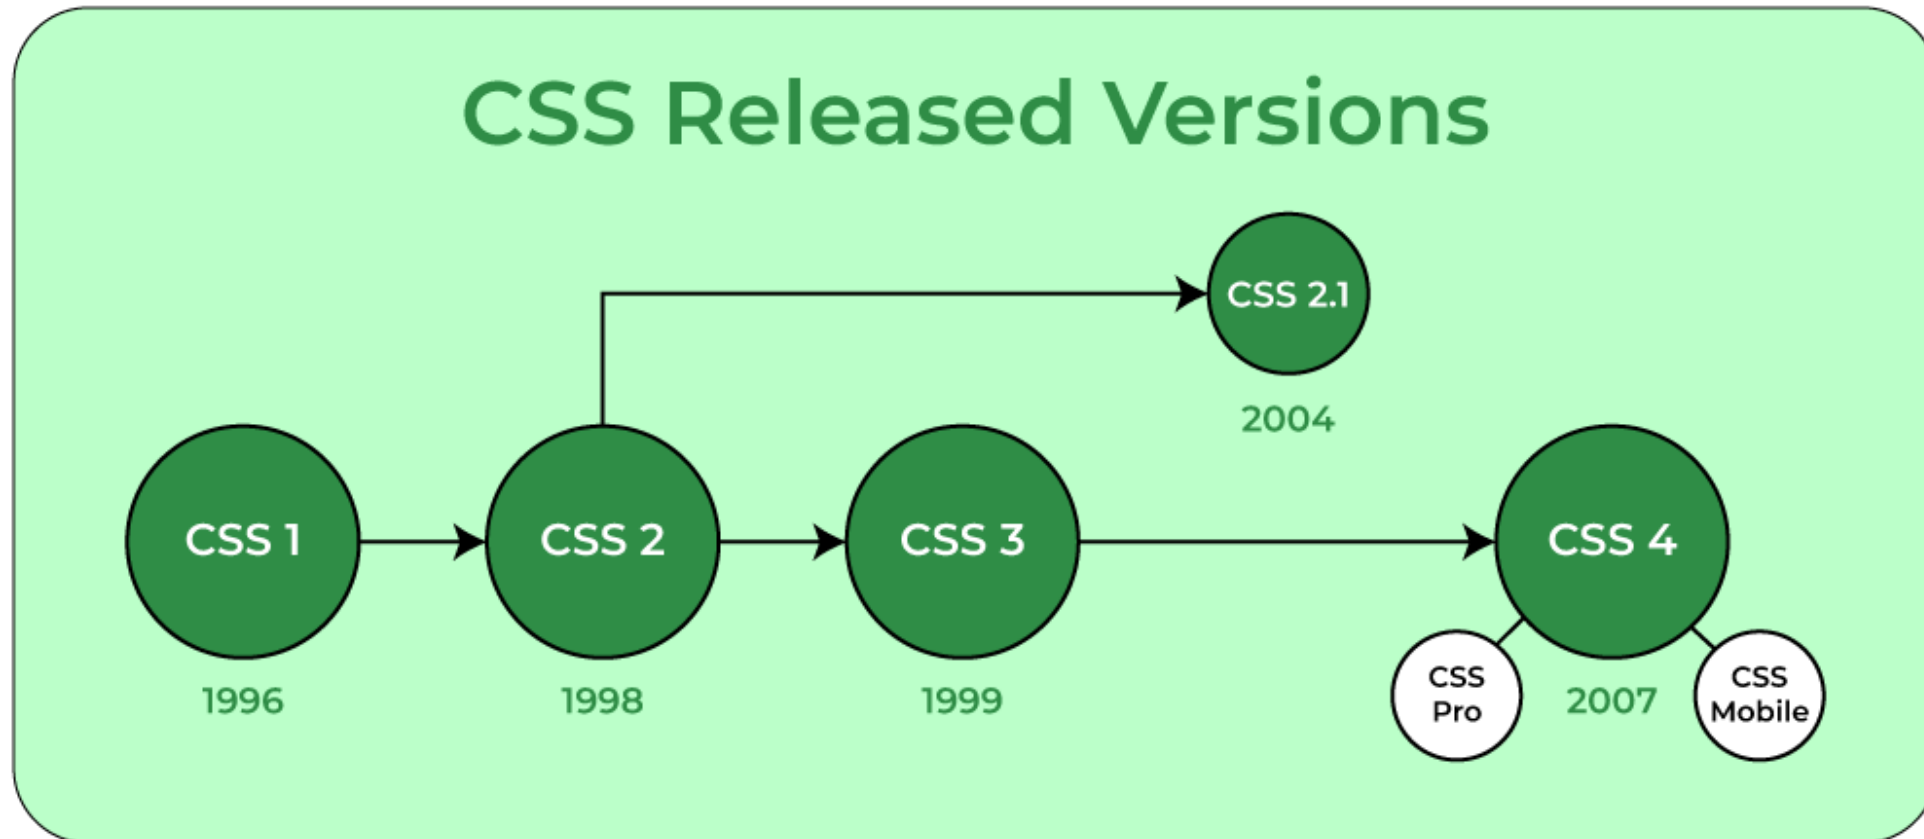 CSS Released Versions
CSS 2.1
2004
CSS 1
CSS 2
CSS 3
CSS 4
1996
1998
1999
2007
CSS
Pro
CSS
Mobile